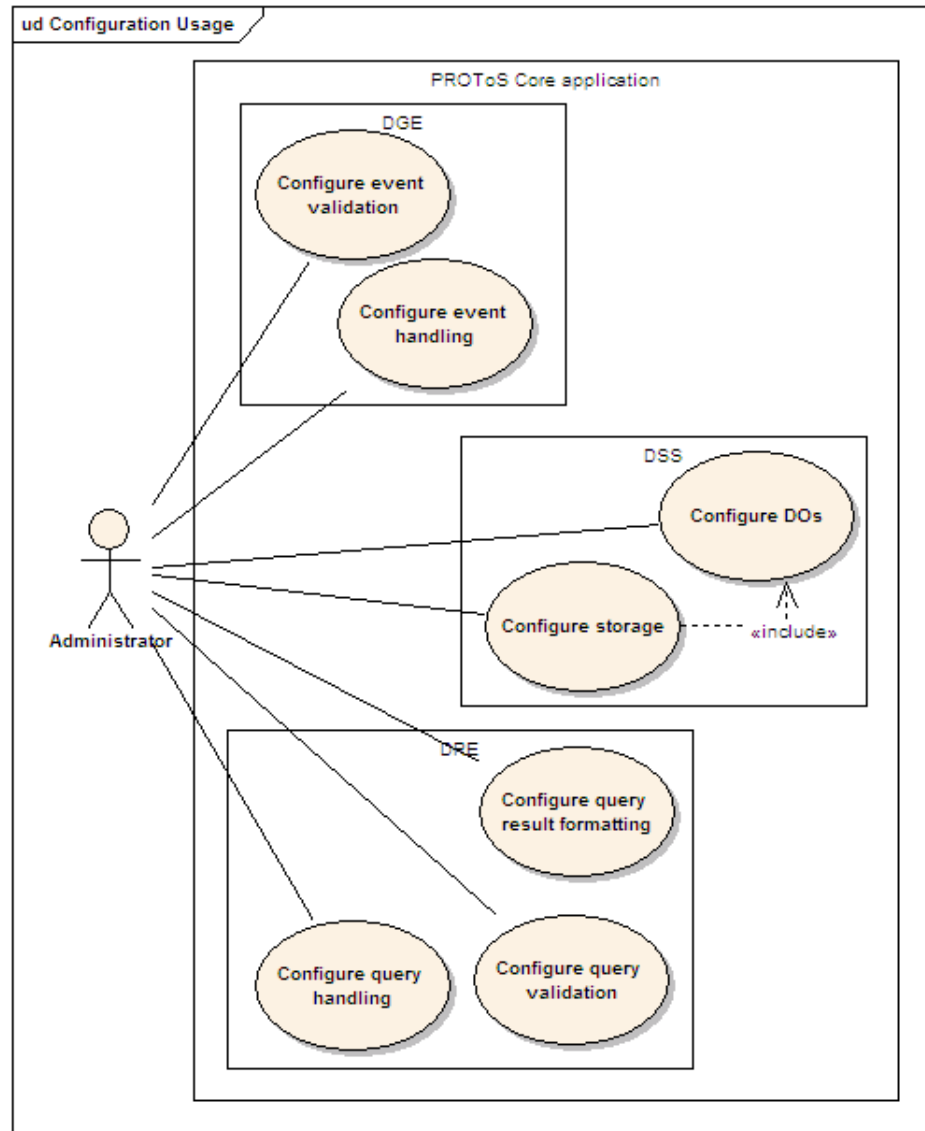 ud Configuration Usage
PROToS Core application
DGE
Configure event
validation
Configure event
handling
DSS
Configure DOs
Configure storage
«include»
Administrator
DRE
Configure query
result formatting
Configure query
handling
Configure query
validation